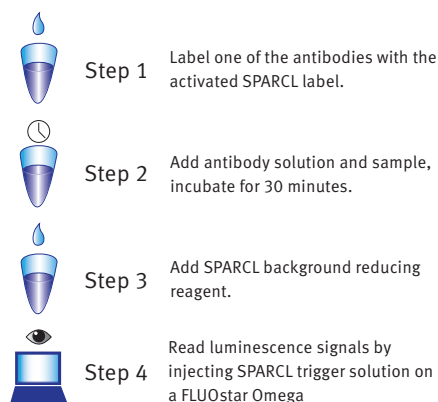 Step 1
Label one of the antibodies with the
activated SPARCL label.
Step 2
Add antibody solution and sample,
incubate for 30 minutes.
Step 3
Add SPARCL background reducing
reagent.
Step 4
Read luminescence signals by
injecting SPARCL trigger solution on
a FLUOstar Omega